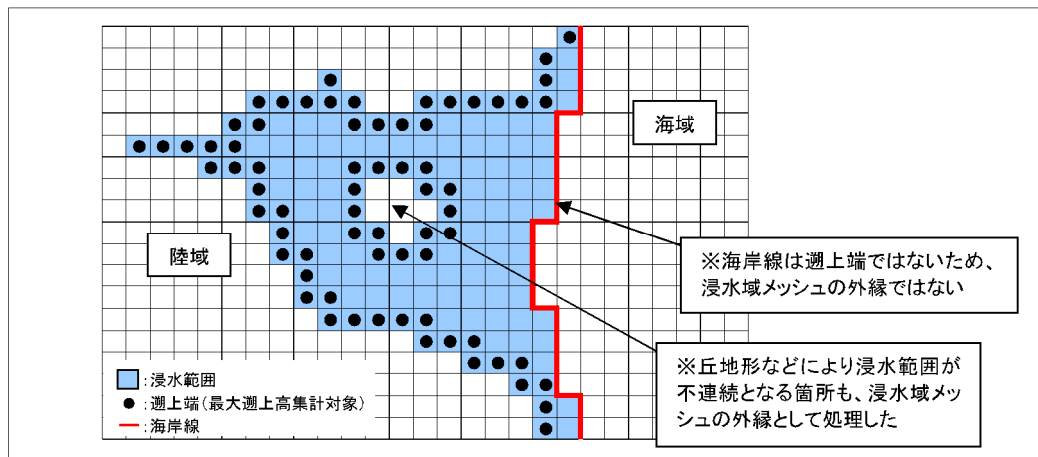 海域
陸域
※海岸線は遡上端ではないため、
浸水域メッシュの外縁ではない
※丘地形などにより浸水範囲が
不連続となる箇所も、浸水域メッ
シュの外縁として処理した
:浸水範囲
:遡上端(最大遡上高集計対象)
:海岸線